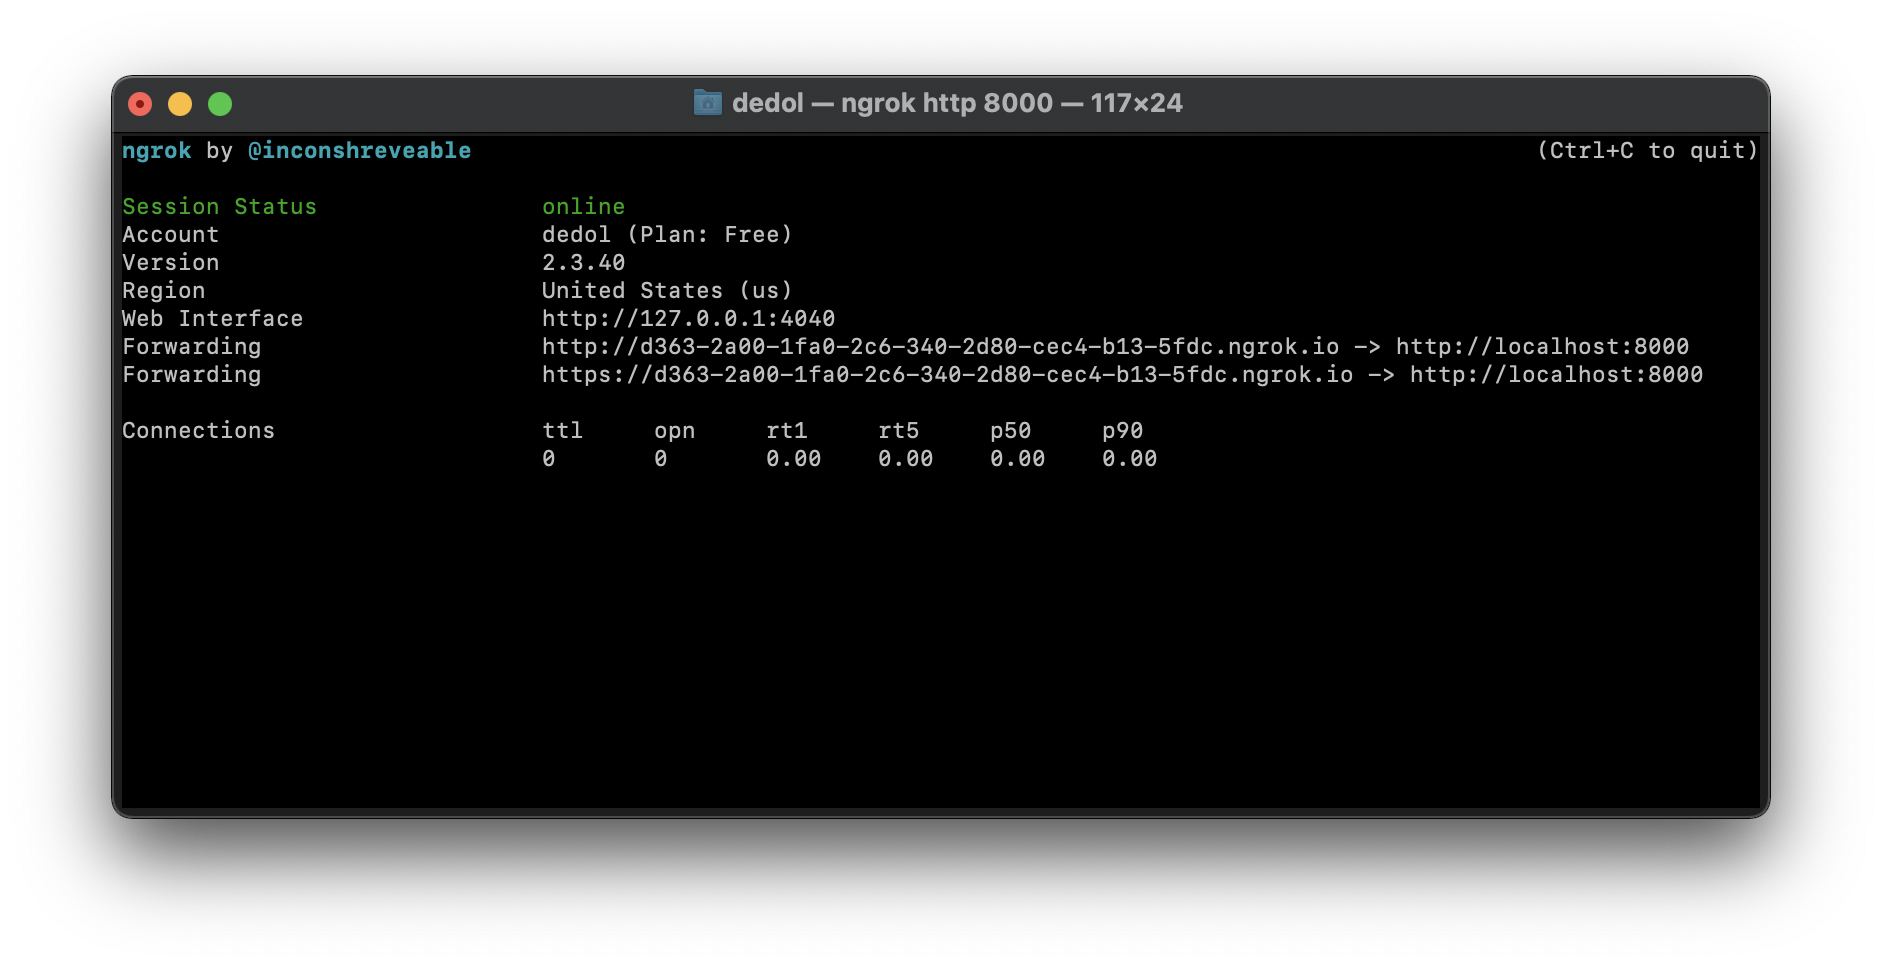 dedol — ngrok http 8000 — 117×24
ngrok by @inconshreveable (Ctrl+C to quit)
Session Status online
Account dedol (Plan: Free)
Version 2.3.40
Region United States (us)
Web Interface http://127.0.0.1:4040
Forwarding http://d363-2a00-1fa0-2c6-340-2d80-cec4-b13-5fdc.ngrok.io -> http://localhost:8000
Forwarding https://d363-2a00-1fa0-2c6-340-2d80-cec4-b13-5fdc.ngrok.io -> http://localhost:8000
Connections ttl opn rt1 rt5 p50 p90
0 0 0.00 0.00 0.00 0.00